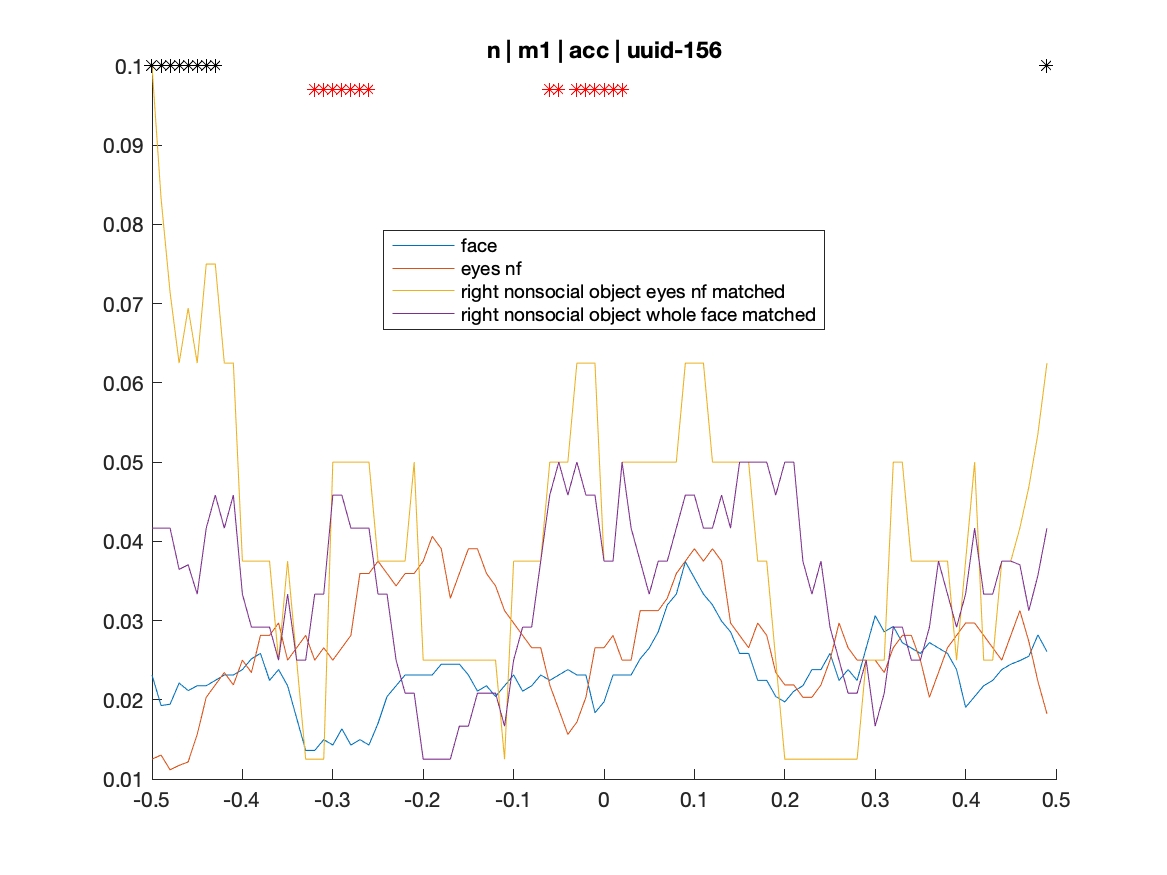 n | m1 | acc | uuid-156
0.1
0.09
0.08
0.07
0.06
0.05
0.04
0.03
0.02
0.01
face
eyes nf
right nonsocial object eyes nf matched
right nonsocial object whole face matched
-0.5 -0.4 -0.3 -0.2 -0.1 0 0.1 0.2 0.3 0.4 0.5